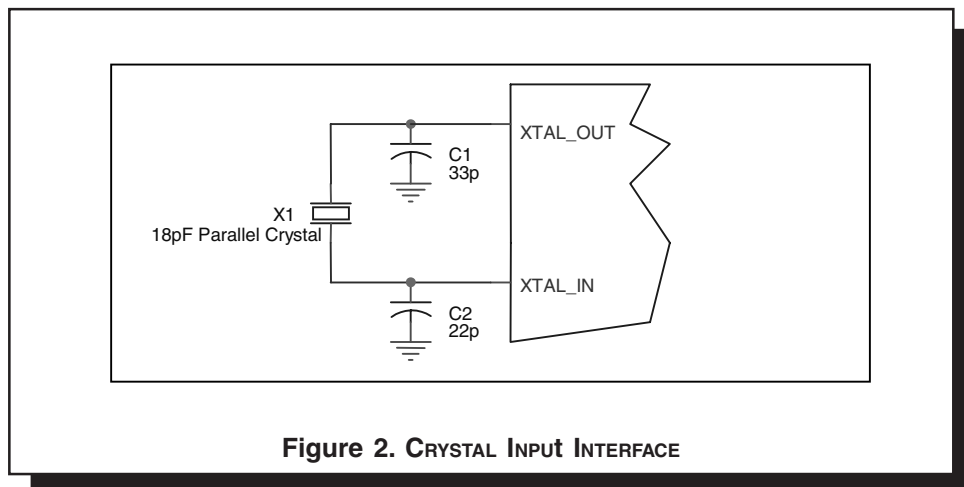 XTAL_OUT
C1
33p
X1
18pF Parallel Crystal
XTAL_IN
C2
22p
Figure 2. CRYSTAL INPUt INTERFACE